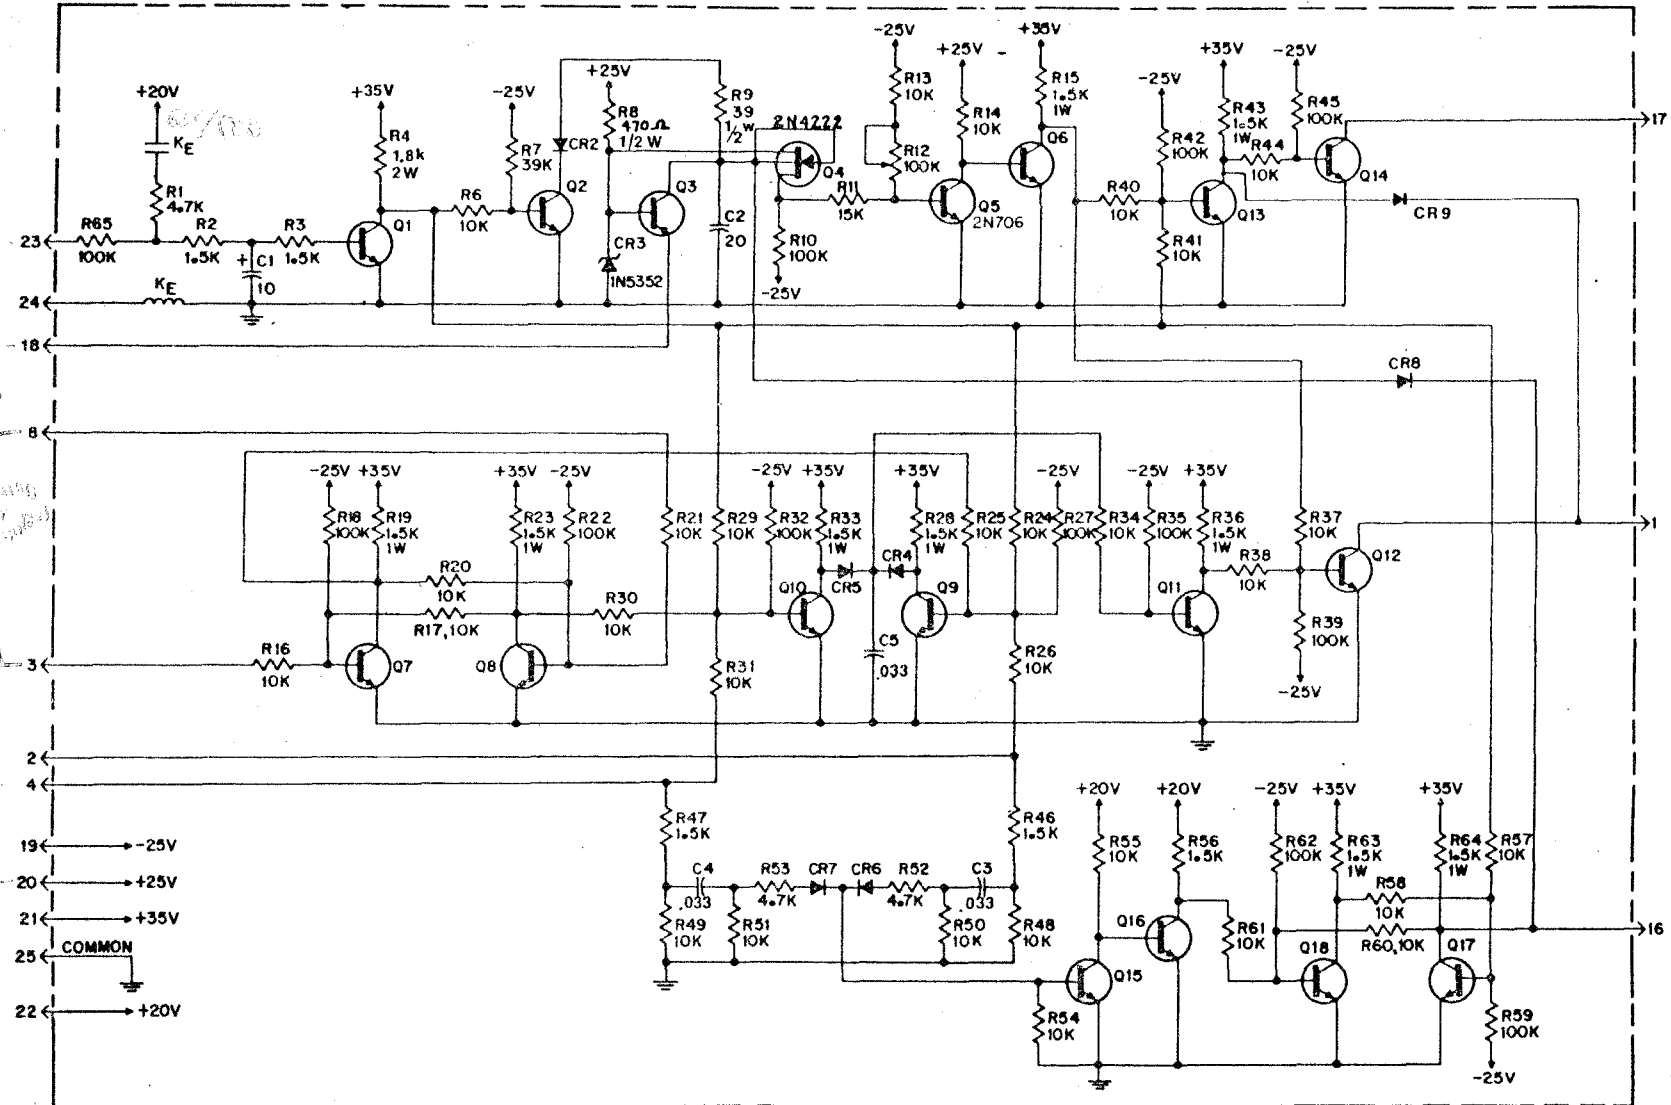 +20V
KE
R1
4.7K
R65
100K
R2
1.5K
R3
1.5K
+ C1
10
KE
23
24
18
8
3
2
4
19 → -25V
20 → +25V
21 → +35V
COMMON
25
22 → +20V
+35V
R4
1.8k
2W
Q1
R6
10K
-25V
R7
39K
CR2
Q2
+25V
R8
470Ω
1/2 W
CR3
1N5352
Q3
R9
39
1/2 W
C2
20
2N4222
Q4
R10
100K
-25V
R11
15K
-25V
R13
10K
R12
100K
+25V
R14
10K
Q5
2N706
+35V
R15
1.5K
1W
Q6
-25V
R42
100K
R40
10K
R41
10K
+35V
R43
1.5K
1W
R44
10K
-25V
R45
100K
Q13
Q14
17
CR9
CR8
-25V
R18
100K
+35V
R19
1.5K
1W
R20
10K
R17,10K
R16
10K
Q7
+35V
R23
1.5K
1W
-25V
R22
100K
Q8
R30
10K
R21
10K
R29
10K
-25V
R32
100K
+35V
R33
1.5K
1W
Q10
CR5
CR4
R31
10K
C5
.033
+35V
R28
1.5K
1W
R25
10K
R24
10K
-25V
R27
100K
Q9
R26
10K
R34
10K
-25V
R35
100K
+35V
R36
1.5K
1W
Q11
R38
10K
R37
10K
R39
100K
-25V
Q12
1
R47
1.5K
C4
.033
R53
4.7K
CR7
CR6
R52
4.7K
C3
.033
R46
1.5K
R49
10K
R51
10K
R50
10K
R48
10K
+20V
R55
10K
+20V
R56
1.5K
Q16
Q15
R54
10K
R61
10K
-25V
R62
100K
+35V
R63
1.5K
1W
R58
10K
R60,10K
Q18
+35V
R64
1.5K
1W
R57
10K
Q17
R59
100K
-25V
16